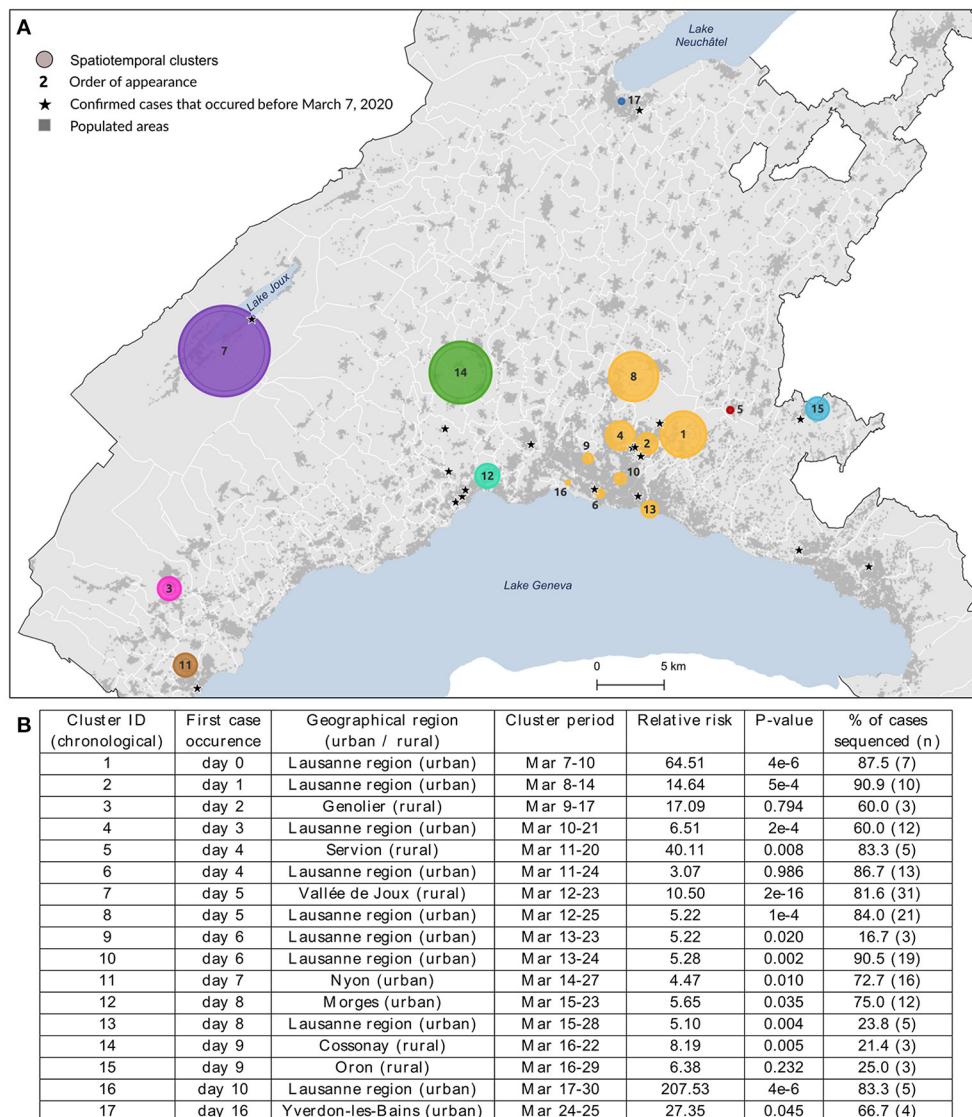 A
Lake
Neuchâtel
Spatiotemporal clusters
2 Order of appearance
Confirmed cases that occured before March 7, 2020
Populated areas
17
Lake Joux
7
14
8
5
15
1
4
2
9
12
10
16
6
13
3
Lake Geneva
11
0 5 km
B
Cluster ID (chronological) First case occurence Geographical region (urban / rural) Cluster period Relative risk P-value % of cases sequenced (n)
1 day 0 Lausanne region (urban) Mar 7-10 64.51 4e-6 87.5 (7)
2 day 1 Lausanne region (urban) Mar 8-14 14.64 5e-4 90.9 (10)
3 day 2 Genolier (rural) Mar 9-17 17.09 0.794 60.0 (3)
4 day 3 Lausanne region (urban) Mar 10-21 6.51 2e-4 60.0 (12)
5 day 4 Servion (rural) Mar 11-20 40.11 0.008 83.3 (5)
6 day 4 Lausanne region (urban) Mar 11-24 3.07 0.986 86.7 (13)
7 day 5 Vallée de Joux (rural) Mar 12-23 10.50 2e-16 81.6 (31)
8 day 5 Lausanne region (urban) Mar 12-25 5.22 1e-4 84.0 (21)
9 day 6 Lausanne region (urban) Mar 13-23 5.22 0.020 16.7 (3)
10 day 6 Lausanne region (urban) Mar 13-24 5.28 0.002 90.5 (19)
11 day 7 Nyon (urban) Mar 14-27 4.47 0.010 72.7 (16)
12 day 8 Morges (urban) Mar 15-23 5.65 0.035 75.0 (12)
13 day 8 Lausanne region (urban) Mar 15-28 5.10 0.004 23.8 (5)
14 day 9 Cossonay (rural) Mar 16-22 8.19 0.005 21.4 (3)
15 day 9 Oron (rural) Mar 16-29 6.38 0.232 25.0 (3)
16 day 10 Lausanne region (urban) Mar 17-30 207.53 4e-6 83.3 (5)
17 day 16 Yverdon-les-Bains (urban) Mar 24-25 27.35 0.045 66.7 (4)